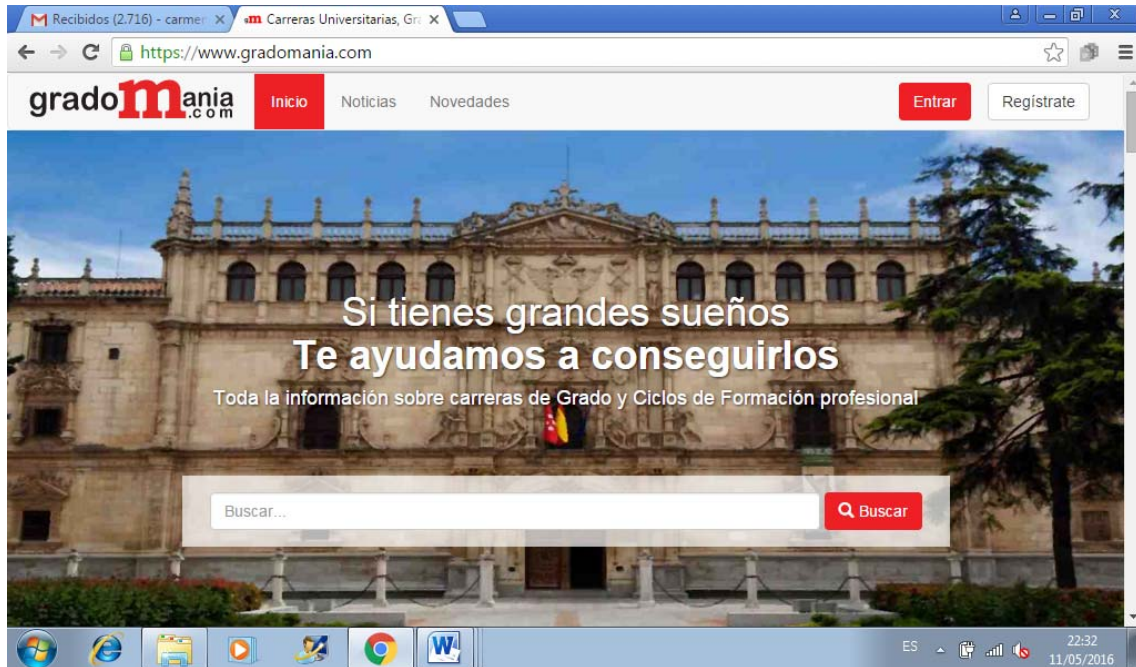 Recibidos (2.716) - carmer
Carreras Universitarias, Gra
https://www.gradomania.com
gradomania
.com
Inicio
Noticias
Novedades
Entrar
Regístrate
Si tienes grandes sueños
Te ayudamos a conseguirlos
Toda la información sobre carreras de Grado y Ciclos de Formación profesional
Buscar...
Buscar
ES
22:32
11/05/2016